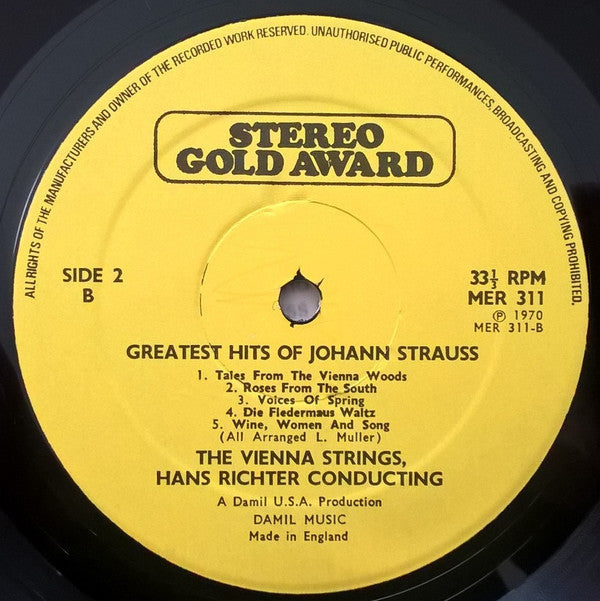 ALL RIGHTS OF THE MANUFACTURERS AND OWNER OF THE RECORDED WORK RESERVED. UNAUTHORISED PUBLIC PERFORMANCES, BROADCASTING AND COPYING PROHIBITED.
STEREO
GOLD AWARD
SIDE 2
B
33⅓ RPM
MER 311
℗ 1970
MER 311-B
GREATEST HITS OF JOHANN STRAUSS
1. Tales From The Vienna Woods
2. Roses From The South
3. Voices Of Spring
4. Die Fledermaus Waltz
5. Wine, Women And Song
(All Arranged L. Muller)
THE VIENNA STRINGS,
HANS RICHTER CONDUCTING
A Damil U.S.A. Production
DAMIL MUSIC
Made in England